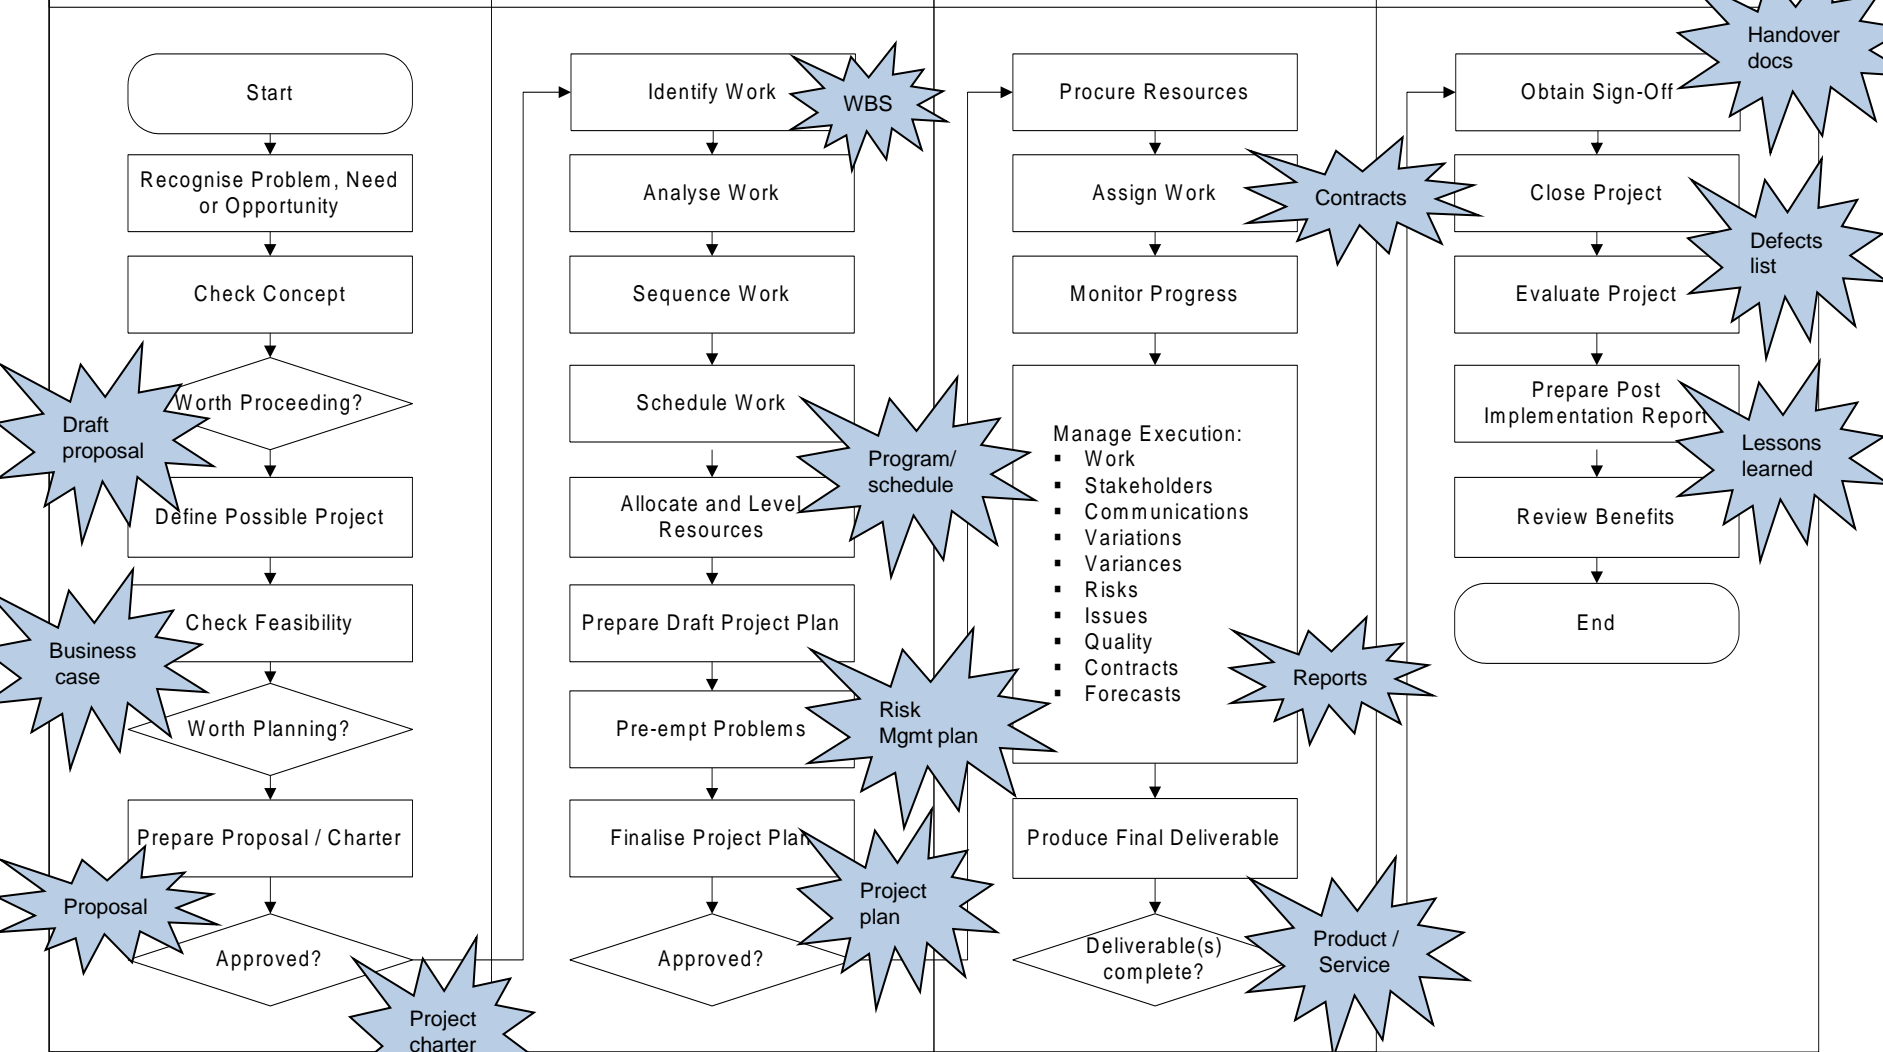 Start
Recognise Problem, Need
or Opportunity
Check Concept
Worth Proceeding?
Draft
proposal
Define Possible Project
Check Feasibility
Business
case
Worth Planning?
Prepare Proposal / Charter
Proposal
Approved?
Project
charter
Identify Work
WBS
Analyse Work
Sequence Work
Schedule Work
Program/
schedule
Allocate and Level
Resources
Prepare Draft Project Plan
Pre-empt Problems
Risk
Mgmt plan
Finalise Project Plan
Project
plan
Approved?
Procure Resources
Assign Work
Contracts
Monitor Progress
Manage Execution:
▪ Work
▪ Stakeholders
▪ Communications
▪ Variations
▪ Variances
▪ Risks
▪ Issues
▪ Quality
▪ Contracts
▪ Forecasts
Reports
Produce Final Deliverable
Deliverable(s)
complete?
Product /
Service
Handover
docs
Obtain Sign-Off
Close Project
Defects
list
Evaluate Project
Prepare Post
Implementation Report
Lessons
learned
Review Benefits
End